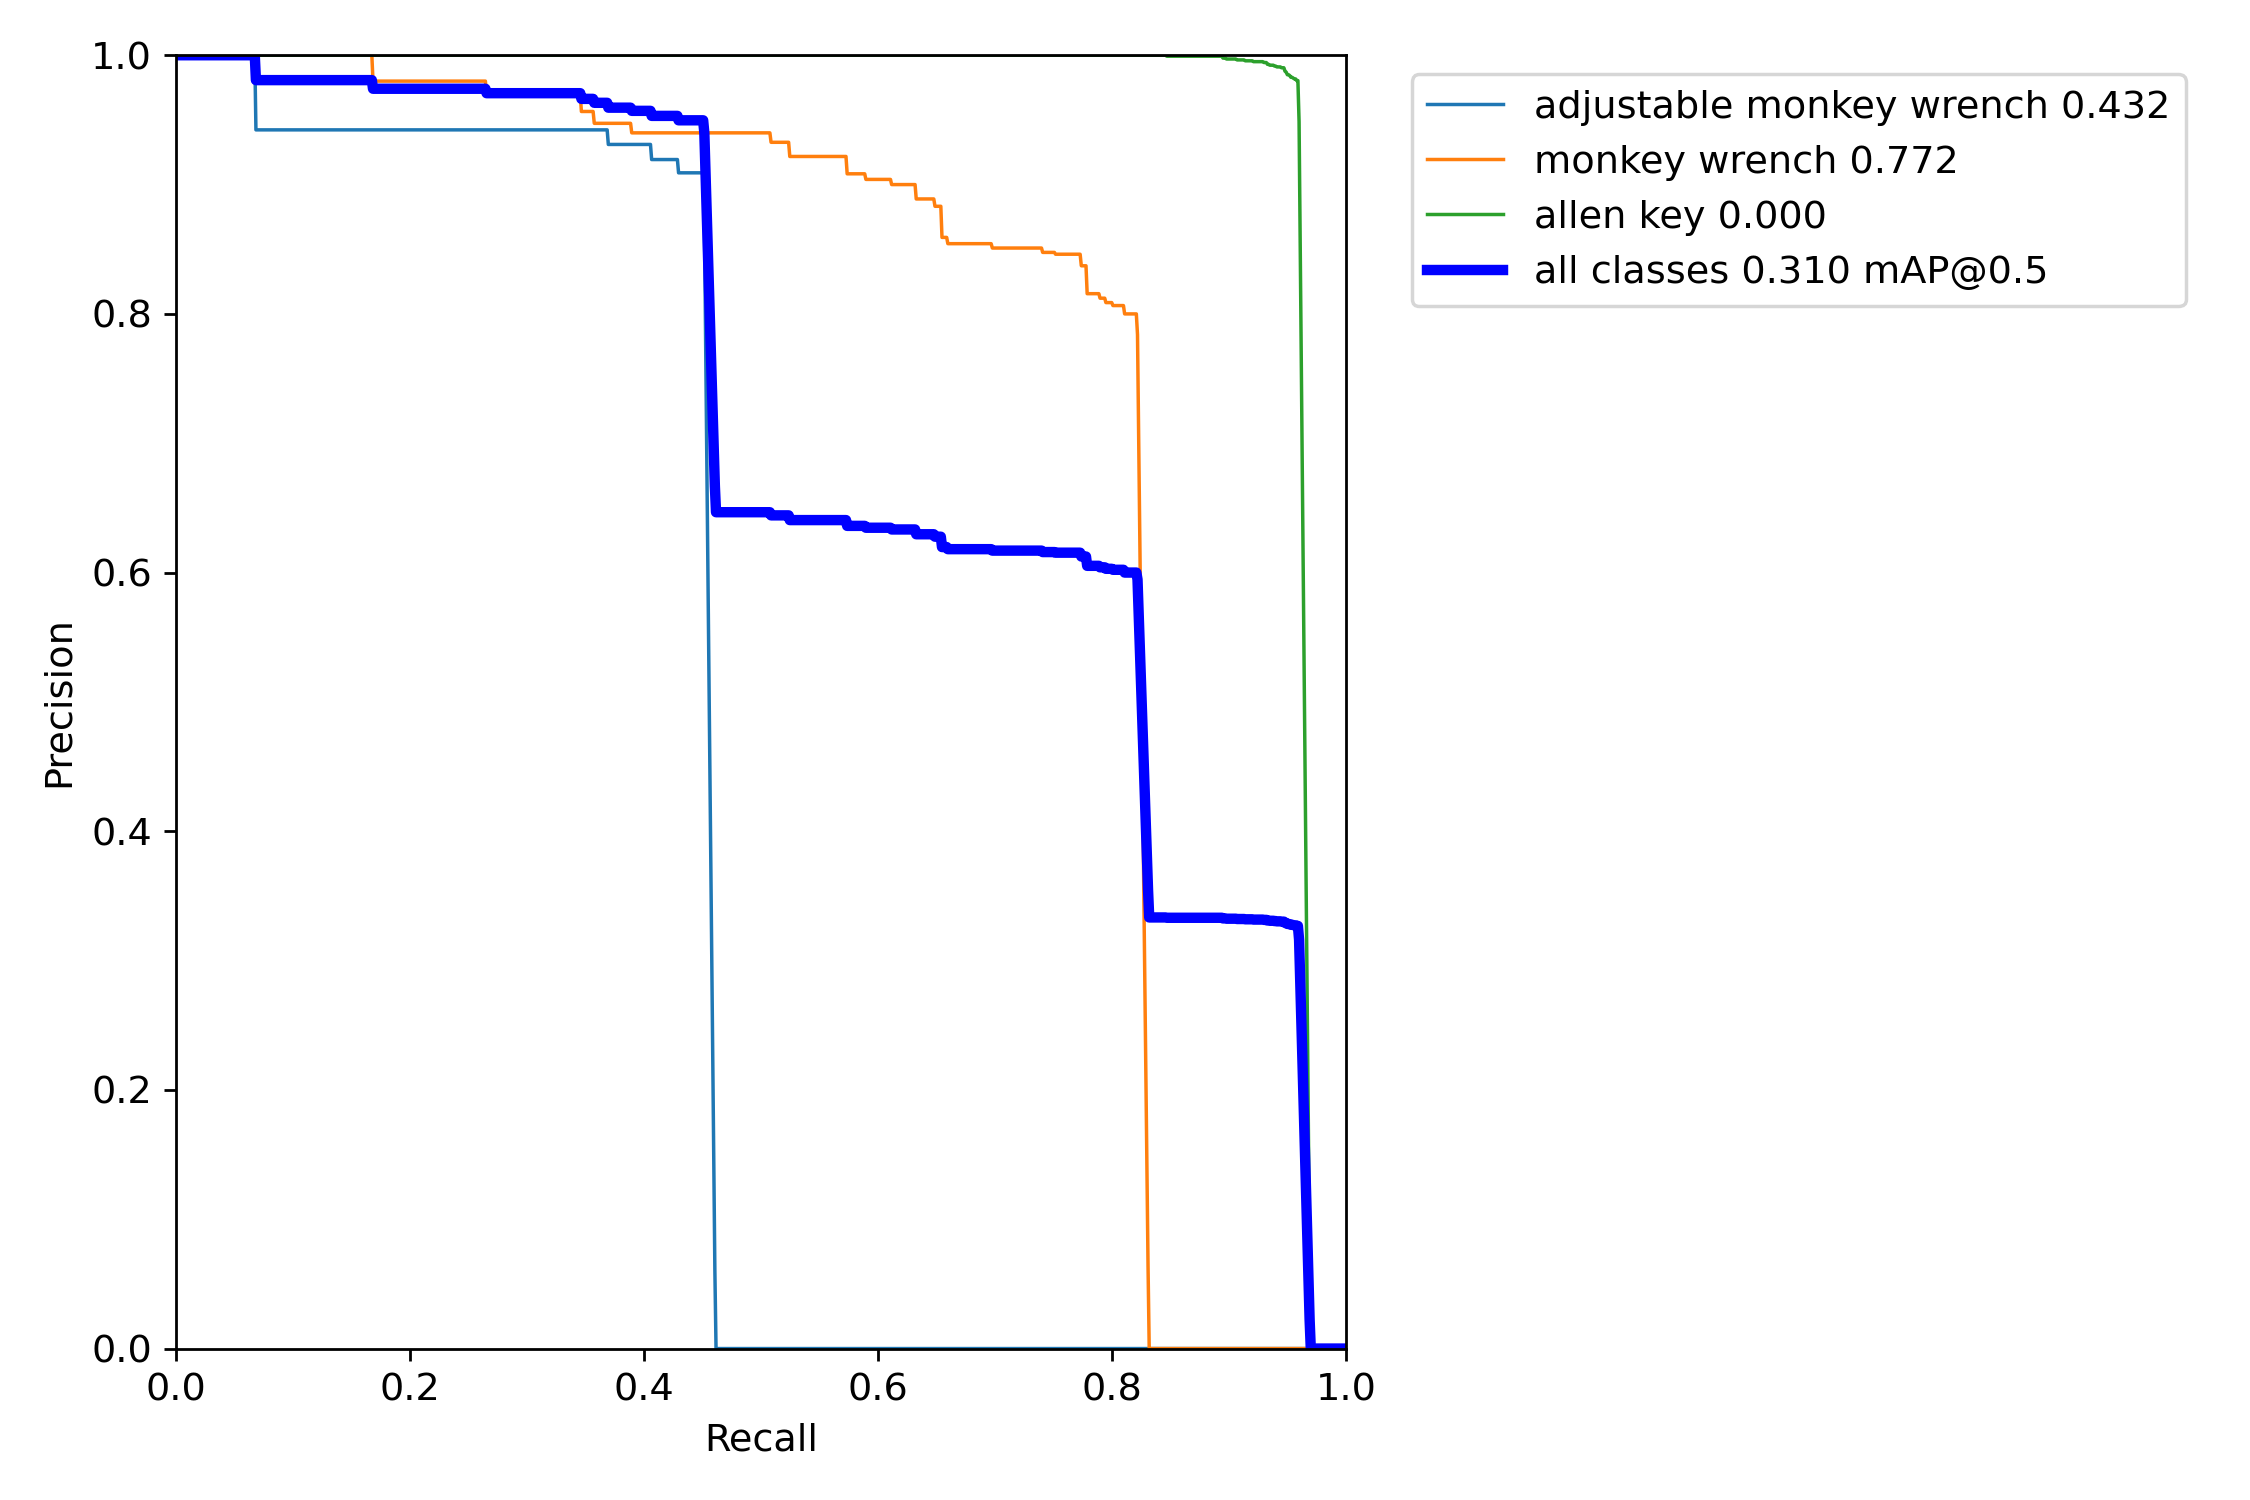 1.0
0.8
0.6
0.4
0.2
0.0
Precision
0.0 0.2 0.4 0.6 0.8 1.0
Recall
adjustable monkey wrench 0.432
monkey wrench 0.772
allen key 0.000
all classes 0.310 mAP@0.5